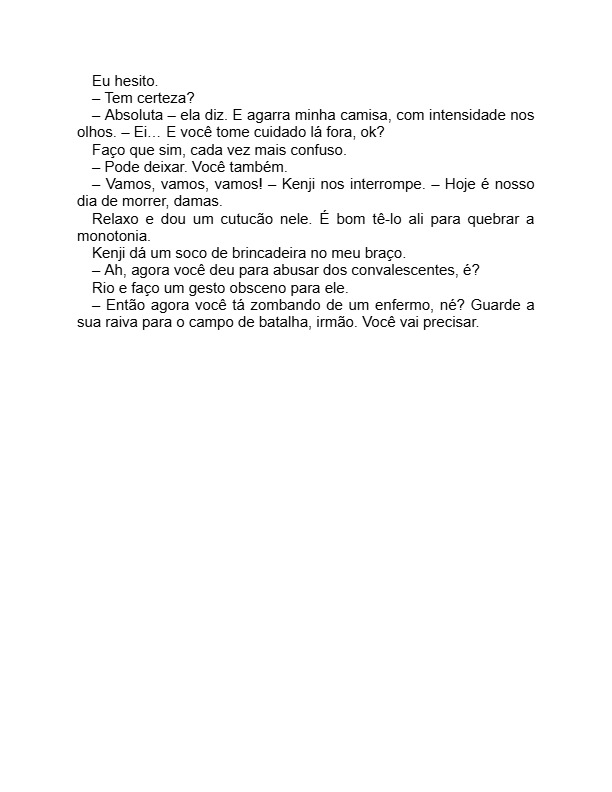 Eu hesito.
– Tem certeza?
– Absoluta – ela diz. E agarra minha camisa, com intensidade nos
olhos. – Ei... E você tome cuidado lá fora, ok?
Faço que sim, cada vez mais confuso.
– Pode deixar. Você também.
– Vamos, vamos, vamos! – Kenji nos interrompe. – Hoje é nosso
dia de morrer, damas.
Relaxo e dou um cutucão nele. É bom tê-lo ali para quebrar a
monotonia.
Kenji dá um soco de brincadeira no meu braço.
– Ah, agora você deu para abusar dos convalescentes, é?
Rio e faço um gesto obsceno para ele.
– Então agora você tá zombando de um enfermo, né? Guarde a
sua raiva para o campo de batalha, irmão. Você vai precisar.